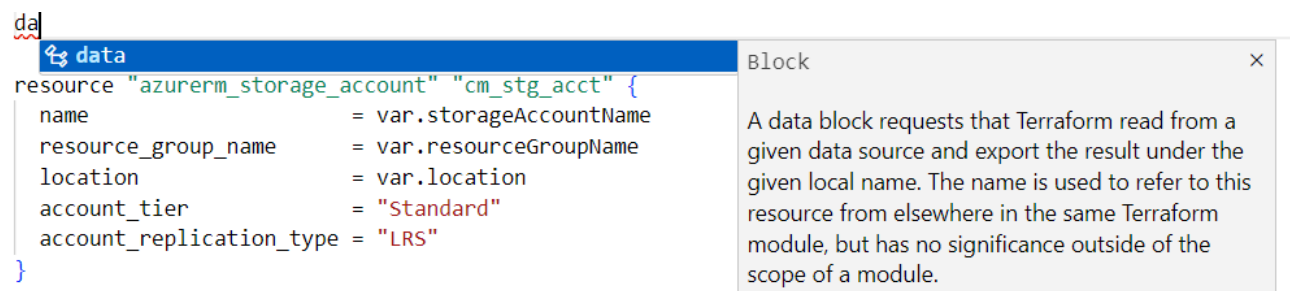 da
data
resource "azurerm_storage_account" "cm_stg_acct" {
name = var.storageAccountName
resource_group_name = var.resourceGroupName
location = var.location
account_tier = "Standard"
account_replication_type = "LRS"
}
Block ×
A data block requests that Terraform read from a
given data source and export the result under the
given local name. The name is used to refer to this
resource from elsewhere in the same Terraform
module, but has no significance outside of the
scope of a module.